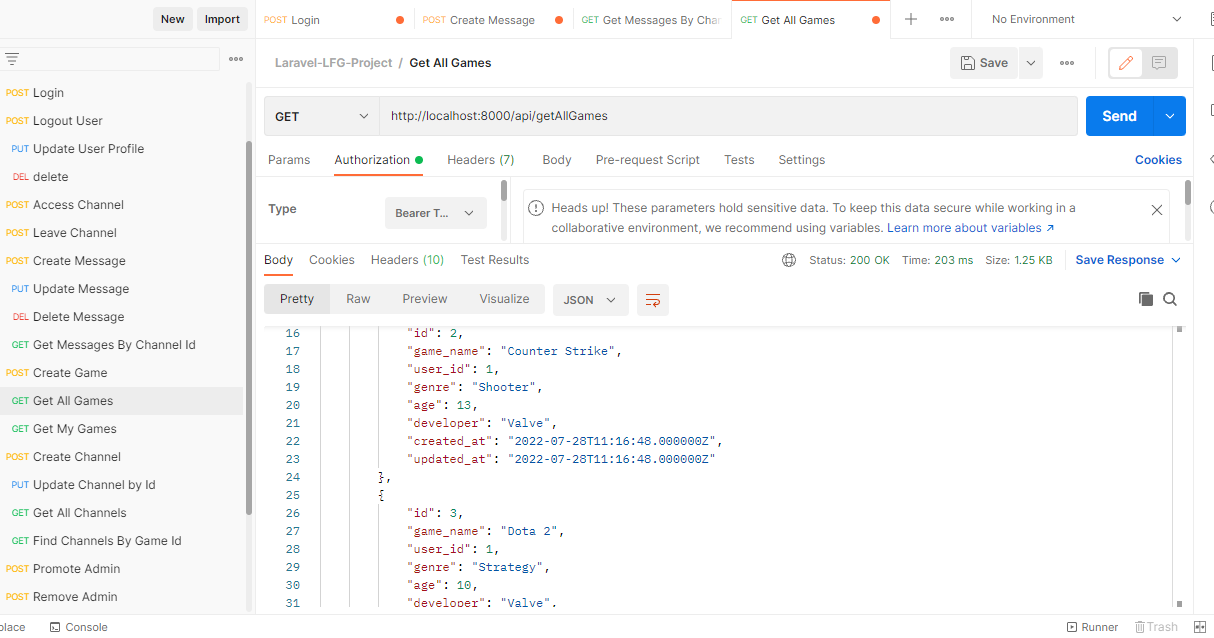 New Import
POST Login
POST Create Message
GET Get Messages By Chan
GET Get All Games
No Environment
Laravel-LFG-Project / Get All Games
Save
GET http://localhost:8000/api/getAllGames Send
Params Authorization Headers (7) Body Pre-request Script Tests Settings Cookies
Type Bearer T...
Heads up! These parameters hold sensitive data. To keep this data secure while working in a
collaborative environment, we recommend using variables. Learn more about variables ↗
Body Cookies Headers (10) Test Results Status: 200 OK Time: 203 ms Size: 1.25 KB Save Response
Pretty Raw Preview Visualize JSON
16 "id": 2,
17 "game_name": "Counter Strike",
18 "user_id": 1,
19 "genre": "Shooter",
20 "age": 13,
21 "developer": "Valve",
22 "created_at": "2022-07-28T11:16:48.000000Z",
23 "updated_at": "2022-07-28T11:16:48.000000Z"
24 },
25 {
26 "id": 3,
27 "game_name": "Dota 2",
28 "user_id": 1,
29 "genre": "Strategy",
30 "age": 10,
31 "developer": "Valve",
POST Login
POST Logout User
PUT Update User Profile
DEL delete
POST Access Channel
POST Leave Channel
POST Create Message
PUT Update Message
DEL Delete Message
GET Get Messages By Channel Id
POST Create Game
GET Get All Games
GET Get My Games
POST Create Channel
PUT Update Channel by Id
GET Get All Channels
GET Find Channels By Game Id
POST Promote Admin
POST Remove Admin
place Console Runner Trash